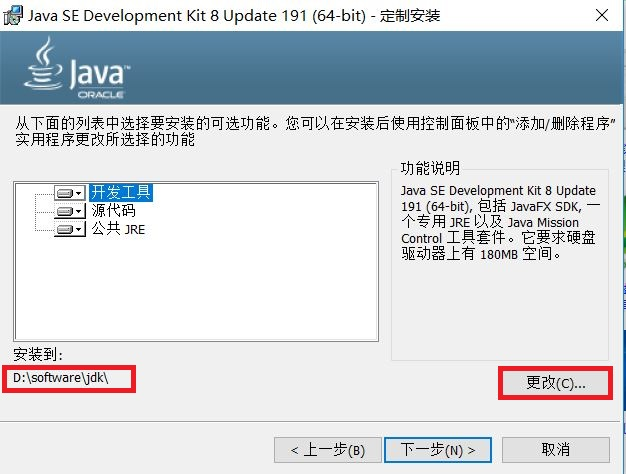 Java SE Development Kit 8 Update 191 (64-bit) - 定制安装
Java
ORACLE
从下面的列表中选择要安装的可选功能。您可以在安装后使用控制面板中的“添加/删除程序”
实用程序更改所选择的功能
开发工具
源代码
公共 JRE
功能说明
Java SE Development Kit 8 Update
191 (64-bit), 包括 JavaFX SDK, 一
个专用 JRE 以及 Java Mission
Control 工具套件。它要求硬盘
驱动器上有 180MB 空间。
安装到:
D:\software\jdk\
更改(C)...
< 上一步(B)
下一步(N) >
取消